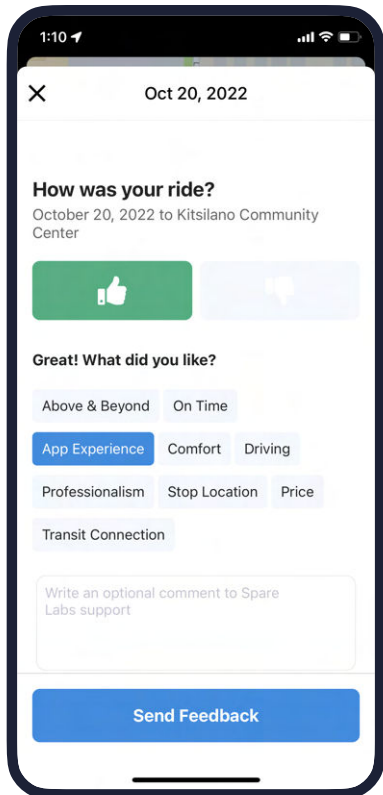 1:10
Oct 20, 2022
How was your ride?
October 20, 2022 to Kitsilano Community
Center
Great! What did you like?
Above & Beyond On Time
App Experience Comfort Driving
Professionalism Stop Location Price
Transit Connection
Write an optional comment to Spare
Labs support
Send Feedback